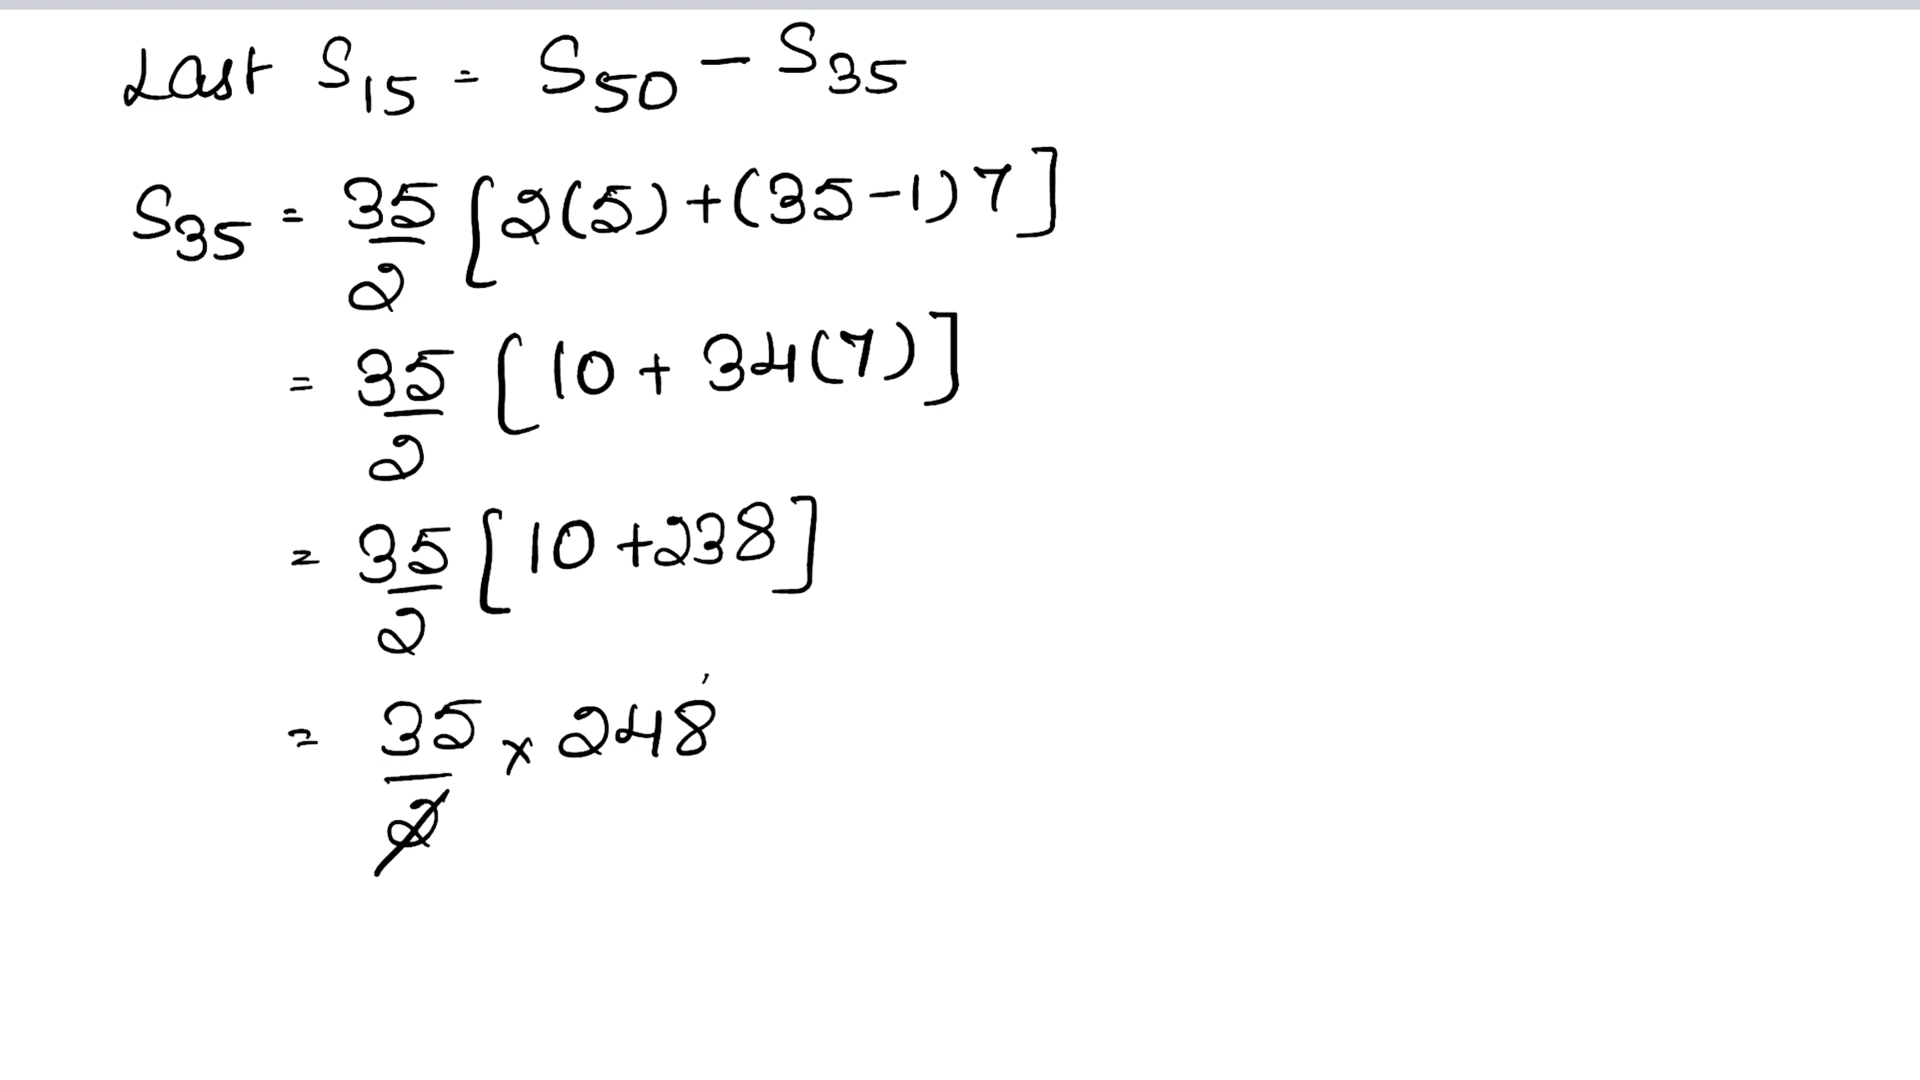 Last S₁₅ = S₅₀ - S₃₅
S₃₅ = 35/2 [2(5)+(35-1)7]
= 35/2 [10 + 34(7)]
= 35/2 [10 +238]
= 35/2 × 248